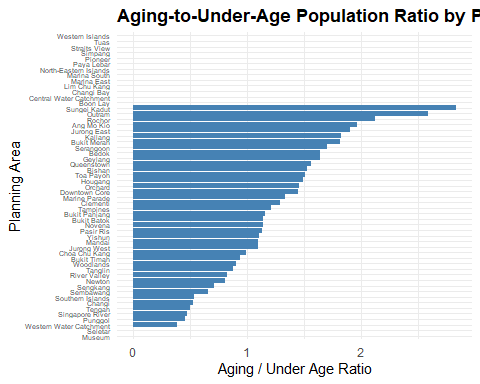 Aging-to-Under-Age Population Ratio by P
Western Islands
Tuas
Straits View
Simpang
Pioneer
Paya Lebar
North-Eastern Islands
Marina South
Marina East
Lim Chu Kang
Changi Bay
Central Water Catchment
Boon Lay
Sungei Kadut
Outram
Rochor
Ang Mo Kio
Jurong East
Kallang
Bukit Merah
Serangoon
Bedok
Geylang
Queenstown
Bishan
Toa Payoh
Hougang
Orchard
Downtown Core
Marine Parade
Clementi
Tampines
Bukit Panjang
Bukit Batok
Novena
Pasir Ris
Yishun
Mandai
Jurong West
Choa Chu Kang
Bukit Timah
Woodlands
Tanglin
River Valley
Newton
Sengkang
Sembawang
Southern Islands
Changi
Tengah
Singapore River
Punggol
Western Water Catchment
Seletar
Museum
Planning Area
0 1 2
Aging / Under Age Ratio